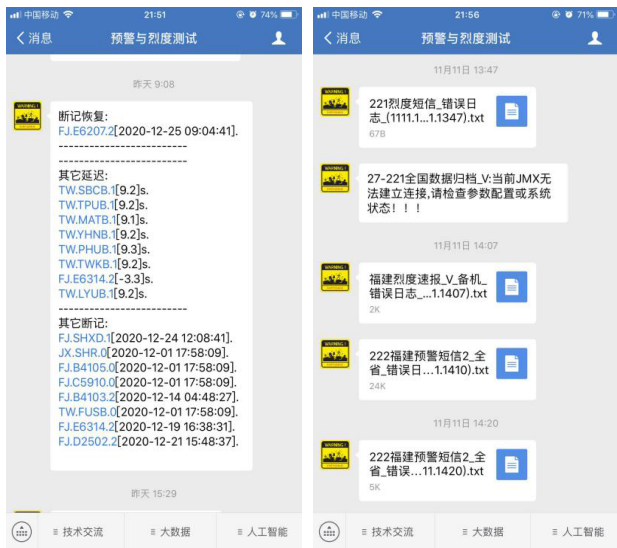 中国移动 21:51 74%
消息 预警与烈度测试
昨天 9:08
WARNING!
断记恢复:
FJ.E6207.2[2020-12-25 09:04:41].
------------------------
------------------------
其它延迟:
TW.SBCB.1[9.2]s.
TW.TPUB.1[9.2]s.
TW.MATB.1[9.1]s.
TW.YHNB.1[9.2]s.
TW.PHUB.1[9.3]s.
TW.TWKB.1[9.2]s.
FJ.E6314.2[-3.3]s.
TW.LYUB.1[9.2]s.
------------------------
其它断记:
FJ.SHXD.1[2020-12-24 12:08:41].
JX.SHR.0[2020-12-01 17:58:09].
FJ.B4105.0[2020-12-01 17:58:09].
FJ.C5910.0[2020-12-01 17:58:09].
FJ.B4103.2[2020-12-14 04:48:27].
TW.FUSB.0[2020-12-01 17:58:09].
FJ.E6314.2[2020-12-19 16:38:31].
FJ.D2502.2[2020-12-21 15:48:37].
昨天 15:29
技术交流 大数据 人工智能
中国移动 21:56 71%
消息 预警与烈度测试
11月11日 13:47
WARNING!
221烈度短信_错误日
志_(1111.1...1.1347).txt
67B
WARNING!
27-221全国数据归档_V:当前JMX无
法建立连接,请检查参数配置或系统
状态！！！
11月11日 14:07
WARNING!
福建烈度速报_V_备机_
错误日志_...1.1407).txt
2K
WARNING!
222福建预警短信2_全
省_错误日...1.1410).txt
24K
11月11日 14:20
WARNING!
222福建预警短信2_全
省_错误...11.1420).txt
5K
技术交流 大数据 人工智能